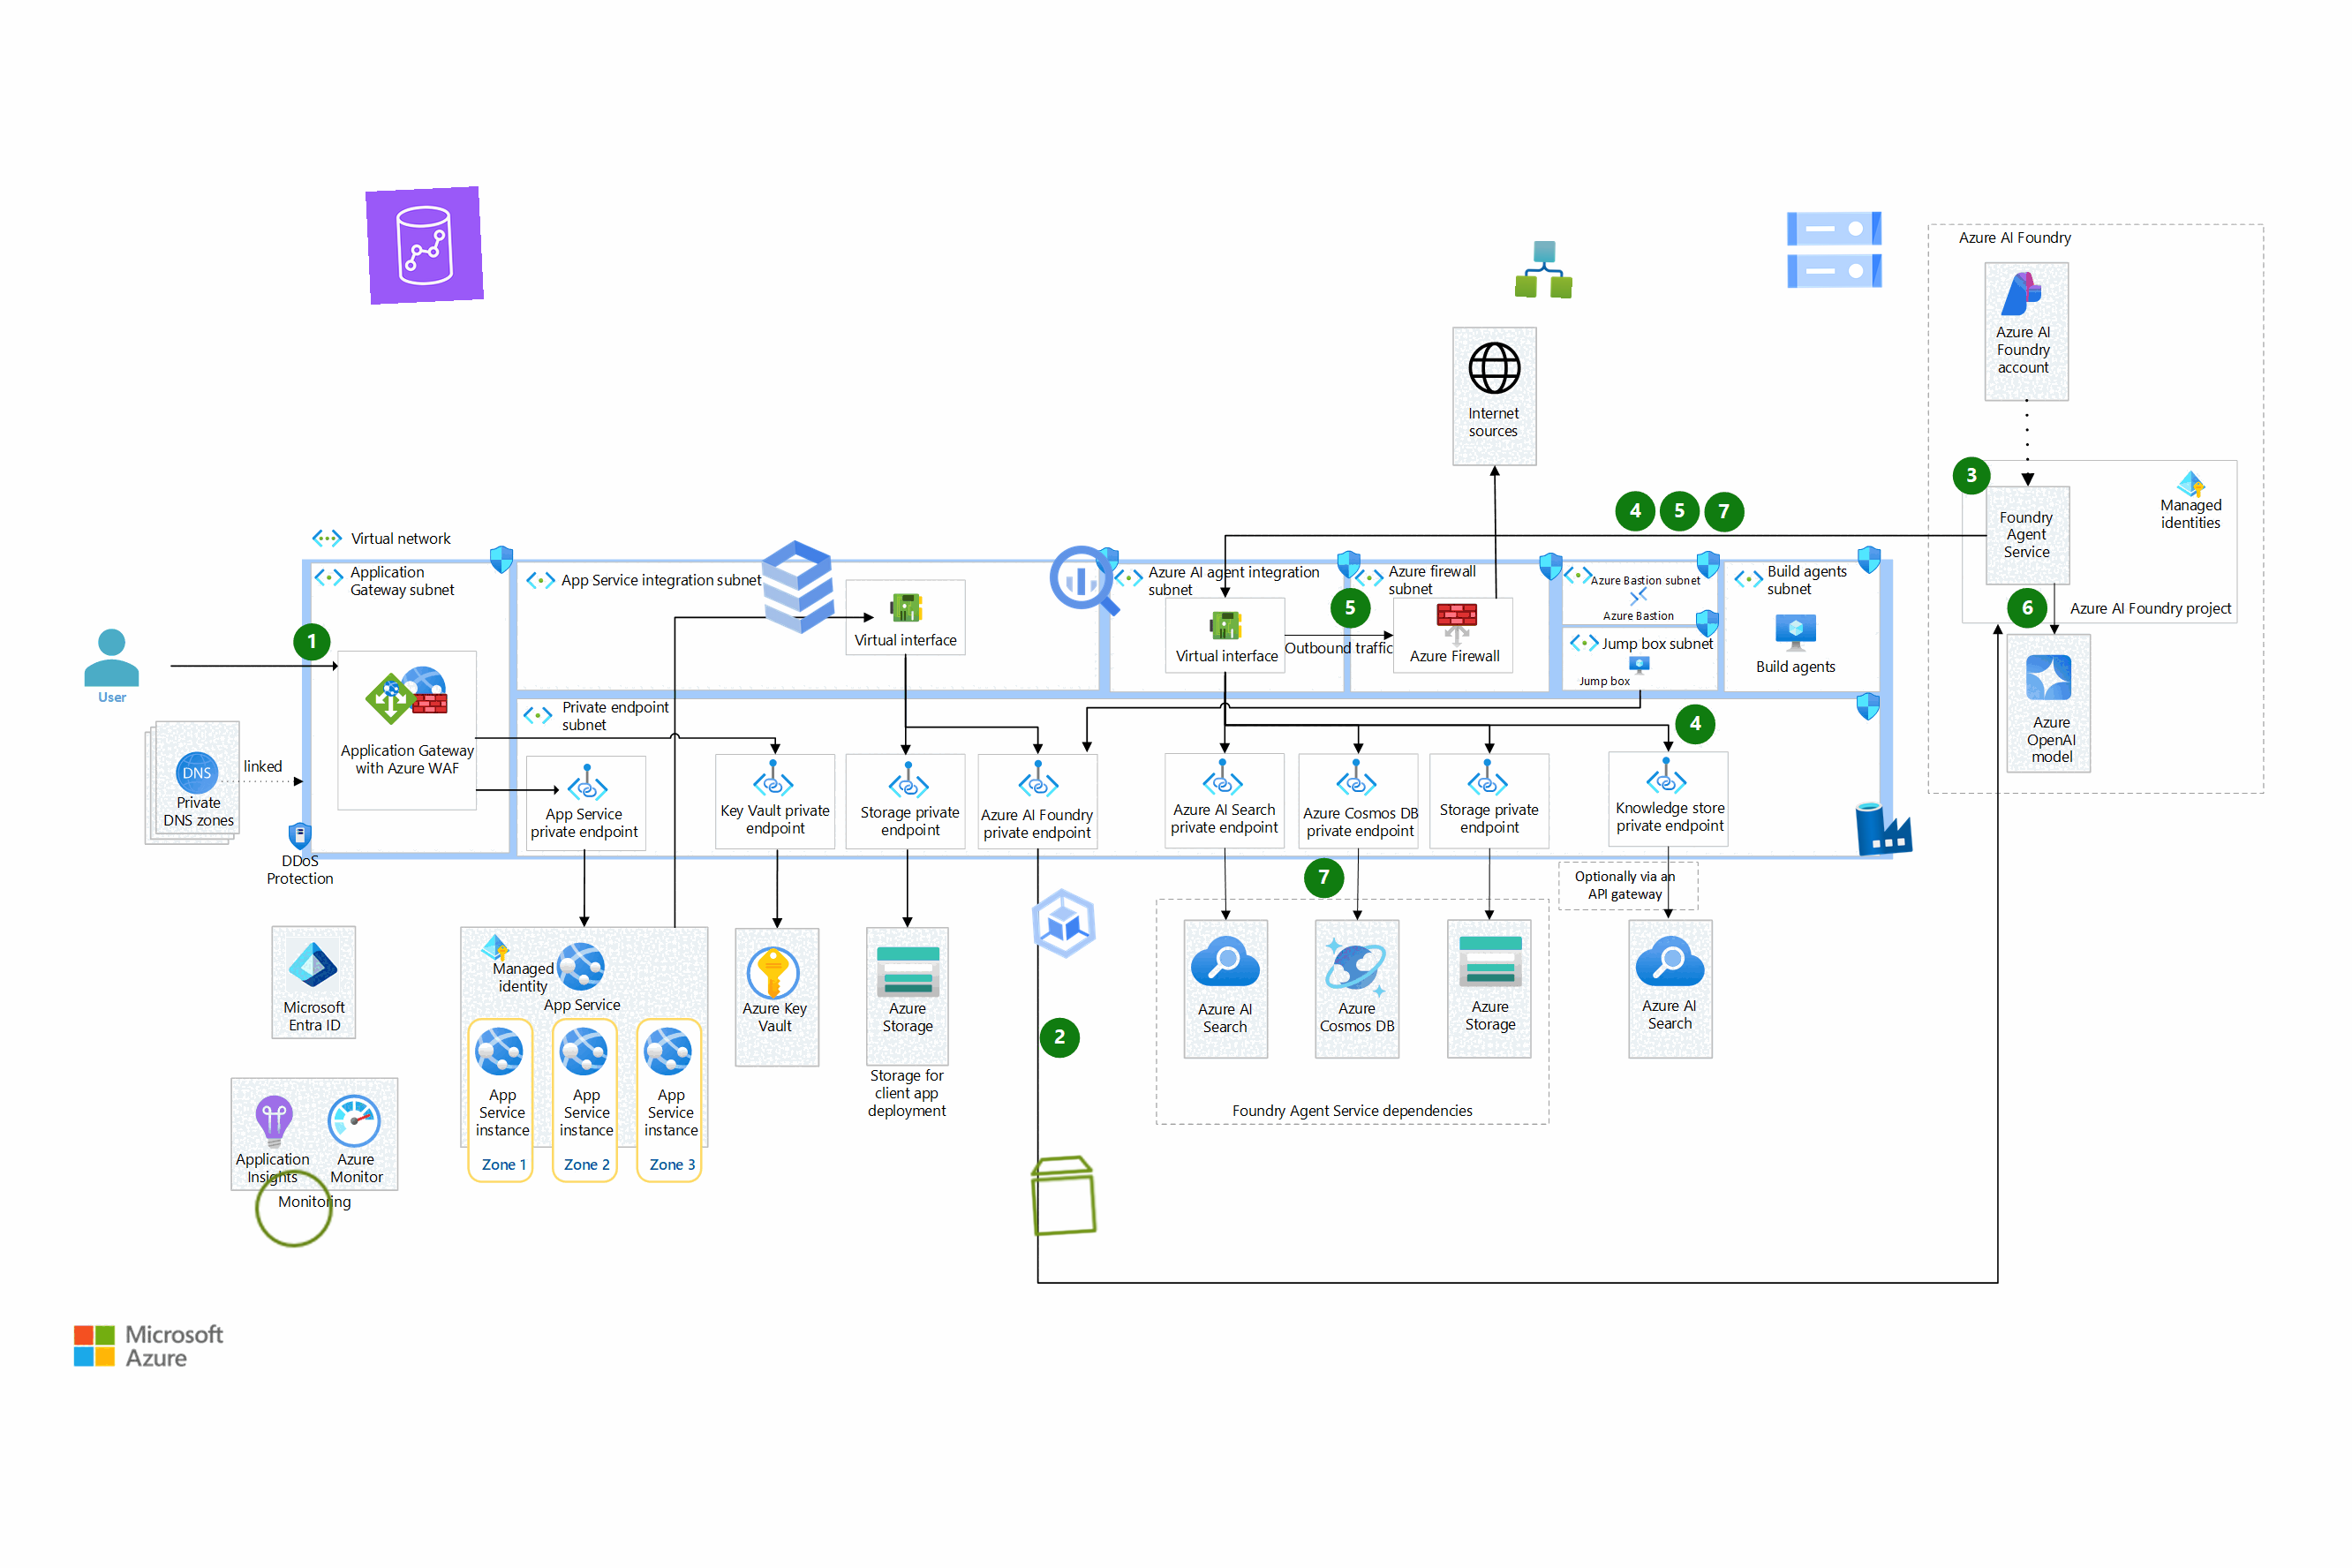 Azure AI Foundry
Azure AI
Foundry
account
Internet
sources
3
Managed
identities
4
5
7
Foundry
Agent
Service
Virtual network
Application
Gateway subnet
App Service integration subnet
Azure AI agent integration
subnet
Azure firewall
subnet
Azure Bastion subnet
Azure Bastion
Build agents
subnet
5
6
Azure AI Foundry project
1
Virtual interface
Virtual interface
Outbound traffic
Azure Firewall
Jump box subnet
Jump box
Build agents
User
Private endpoint
subnet
4
Azure
OpenAI
model
Application Gateway
with Azure WAF
linked
DNS
Private
DNS zones
App Service
private endpoint
Key Vault private
endpoint
Storage private
endpoint
Azure AI Foundry
private endpoint
Azure AI Search
private endpoint
Azure Cosmos DB
private endpoint
Storage private
endpoint
Knowledge store
private endpoint
DDoS
Protection
7
Optionally via an
API gateway
Microsoft
Entra ID
Managed
identity
App Service
Azure Key
Vault
Azure
Storage
Storage for
client app
deployment
2
Azure AI
Search
Azure
Cosmos DB
Azure
Storage
Azure AI
Search
App
Service
instance
App
Service
instance
App
Service
instance
Zone 1
Zone 2
Zone 3
Foundry Agent Service dependencies
Application
Insights
Azure
Monitor
Monitoring
Microsoft
Azure